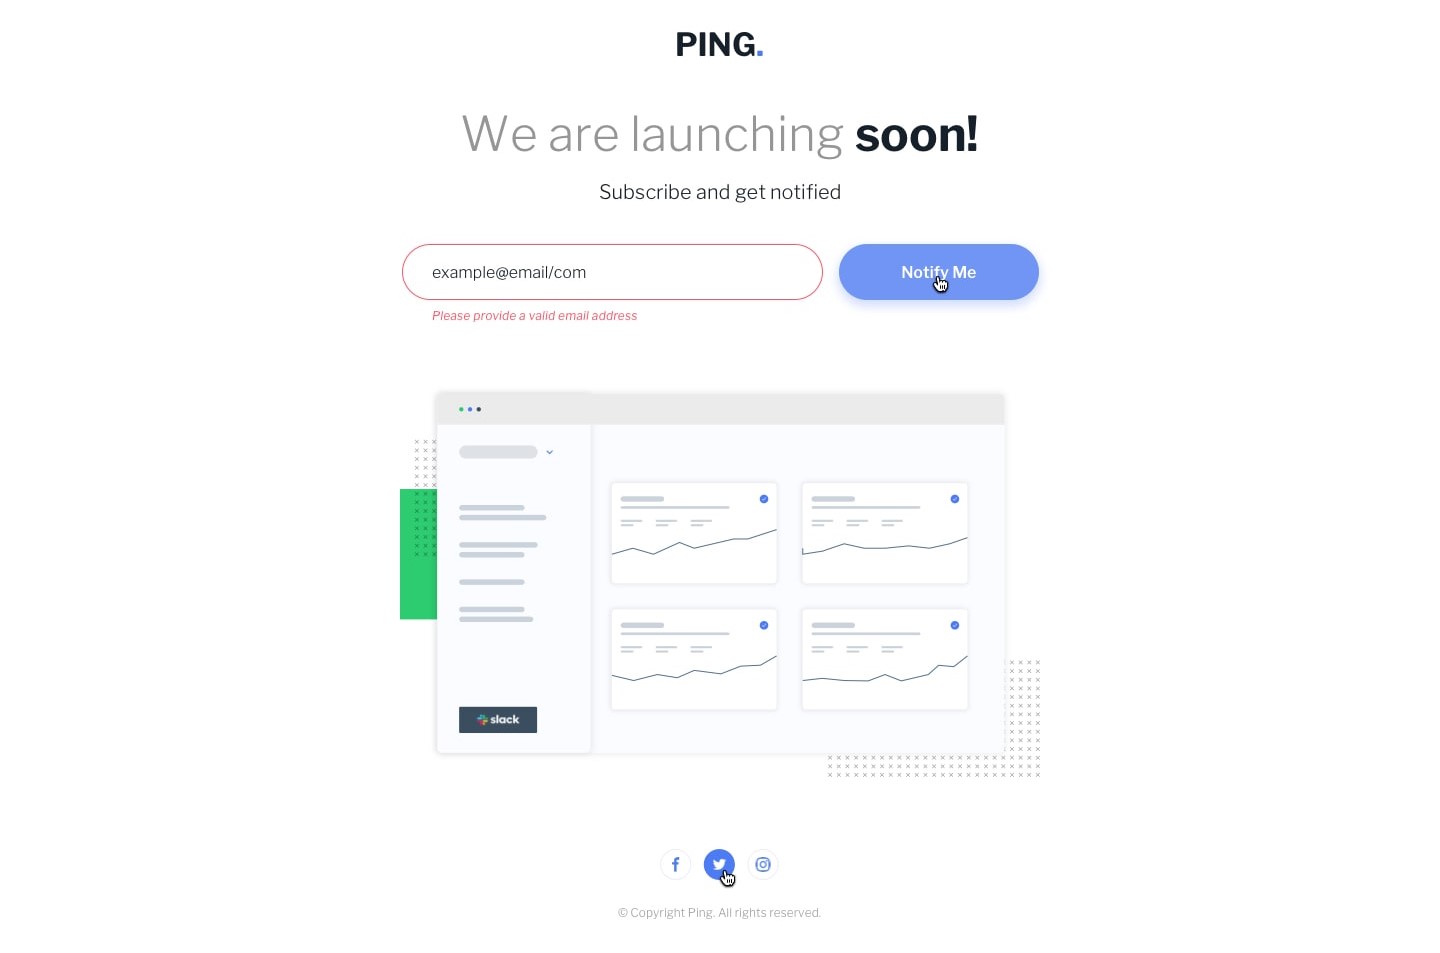 PING.
We are launching soon!
Subscribe and get notified
example@email/com
Notify Me
Please provide a valid email address
slack
© Copyright Ping. All rights reserved.